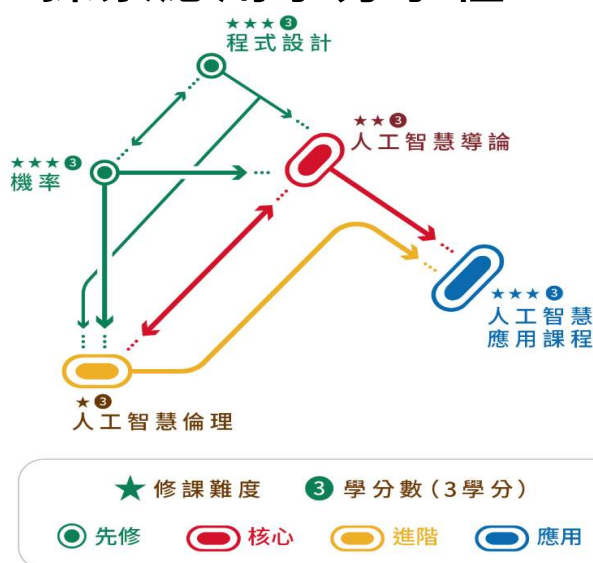 ★★★❸
程式設計
★★❸
人工智慧導論
★★★❸
機率
★★★❸
人工智慧
應用課程
★❸
人工智慧倫理
★ 修課難度 ❸ 學分數(3學分)
先修 核心 進階 應用